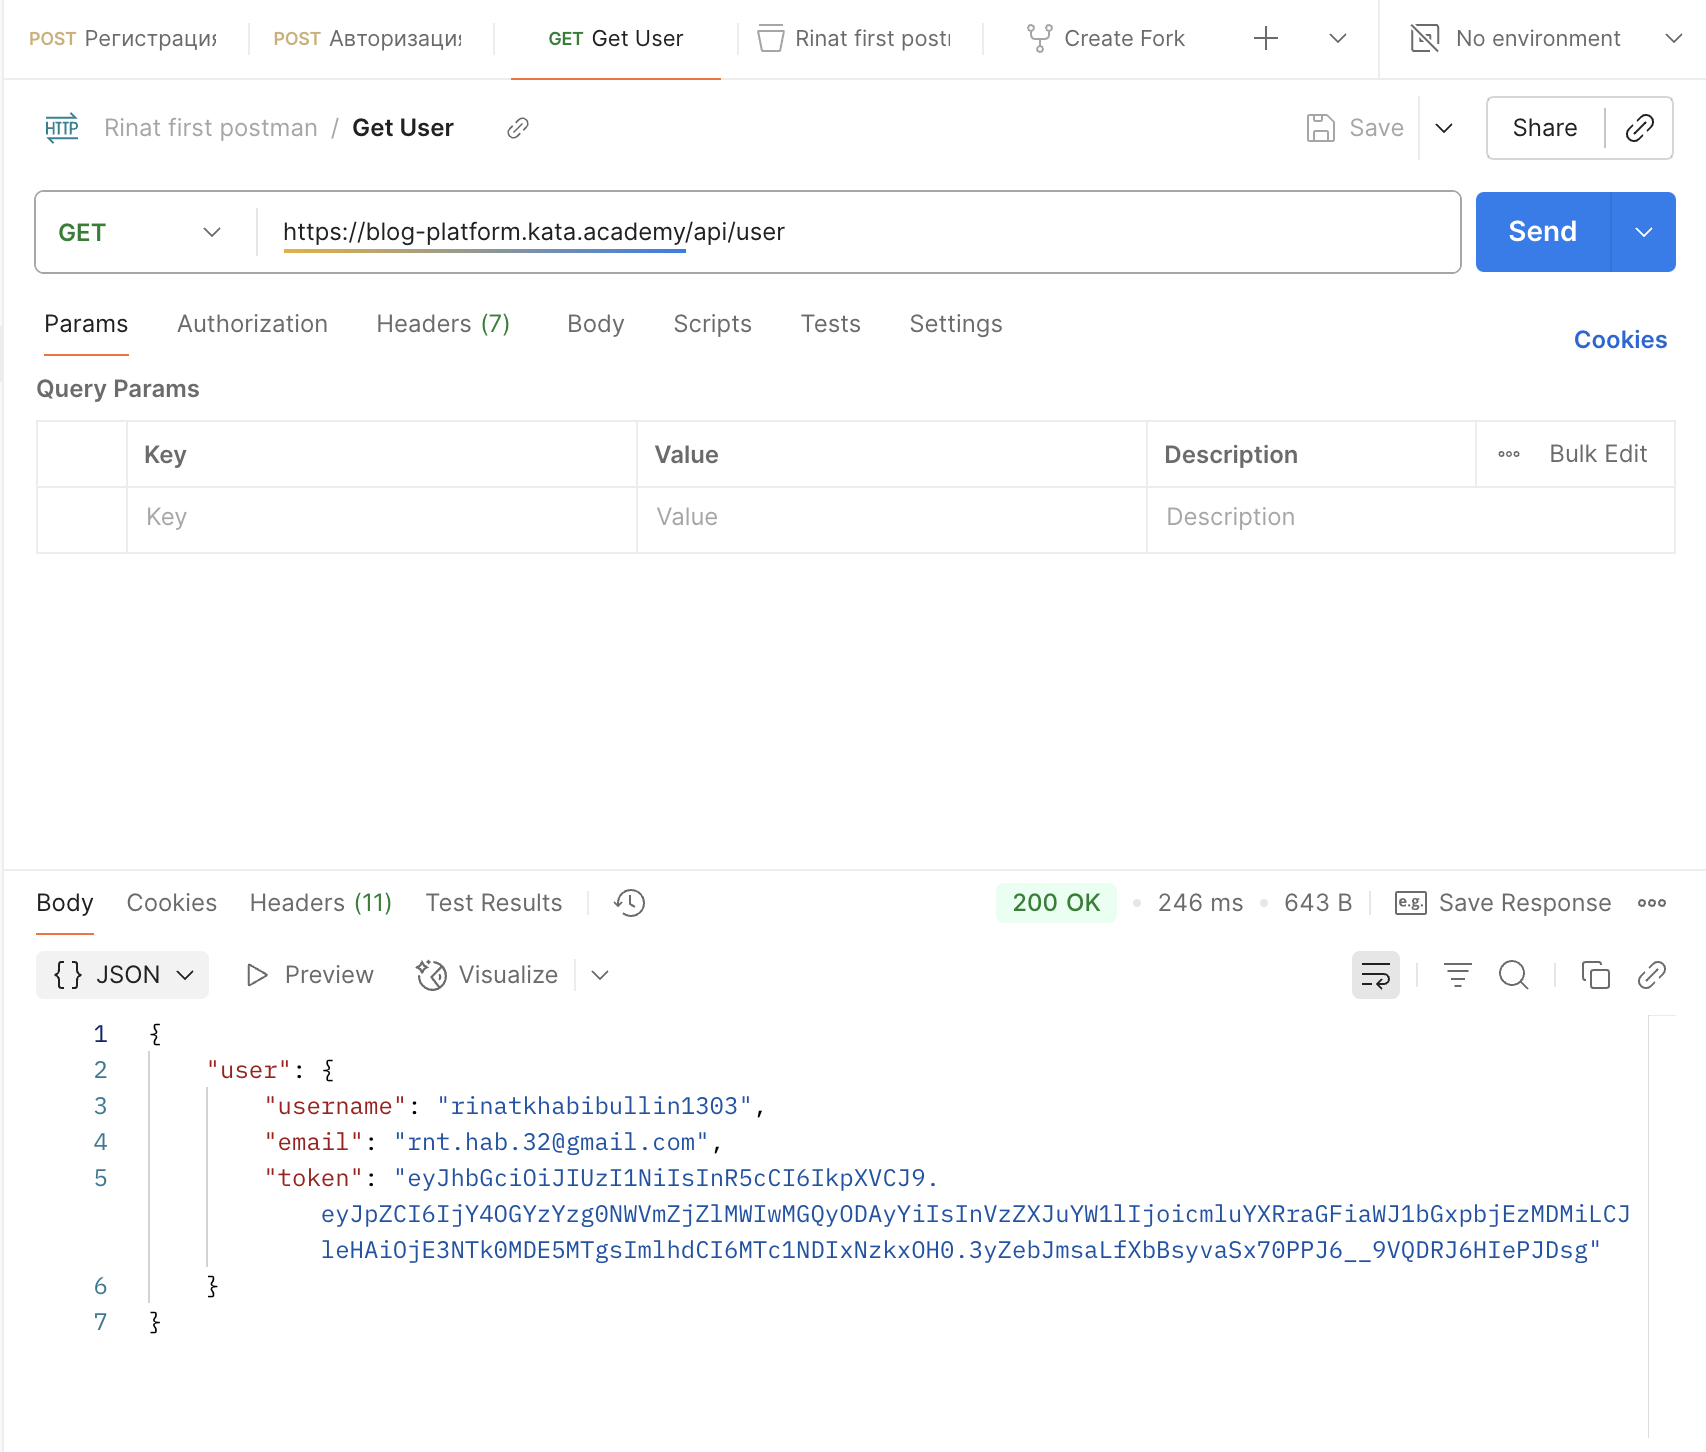 POST Регистрация
POST Авторизация
GET Get User
Rinat first postr
Create Fork
No environment
HTTP Rinat first postman / Get User
Save
Share
GET https://blog-platform.kata.academy/api/user
Send
Params Authorization Headers (7) Body Scripts Tests Settings
Cookies
Query Params
Key Value Description Bulk Edit
Key Value Description
Body Cookies Headers (11) Test Results
200 OK 246 ms 643 B e.g. Save Response
{} JSON Preview Visualize
1 {
2 "user": {
3 "username": "rinatkhabibullin1303",
4 "email": "rnt.hab.32@gmail.com",
5 "token": "eyJhbGciOiJIUzI1NiIsInR5cCI6IkpXVCJ9.
eyJpZCI6IjY4OGYzYzg0NWVmZjZlMWIwMGQyODAyYiIsInVzZXJuYW1lIjoicmluYXRraGFiaWJ1bGxpbjEzMDMiLCJ
leHAiOjE3NTk0MDE5MTgsImlhdCI6MTc1NDIxNzkxOH0.3yZebJmsaLfXbBsyvaSx70PPJ6__9VQDRJ6HIePJDsg"
6 }
7 }